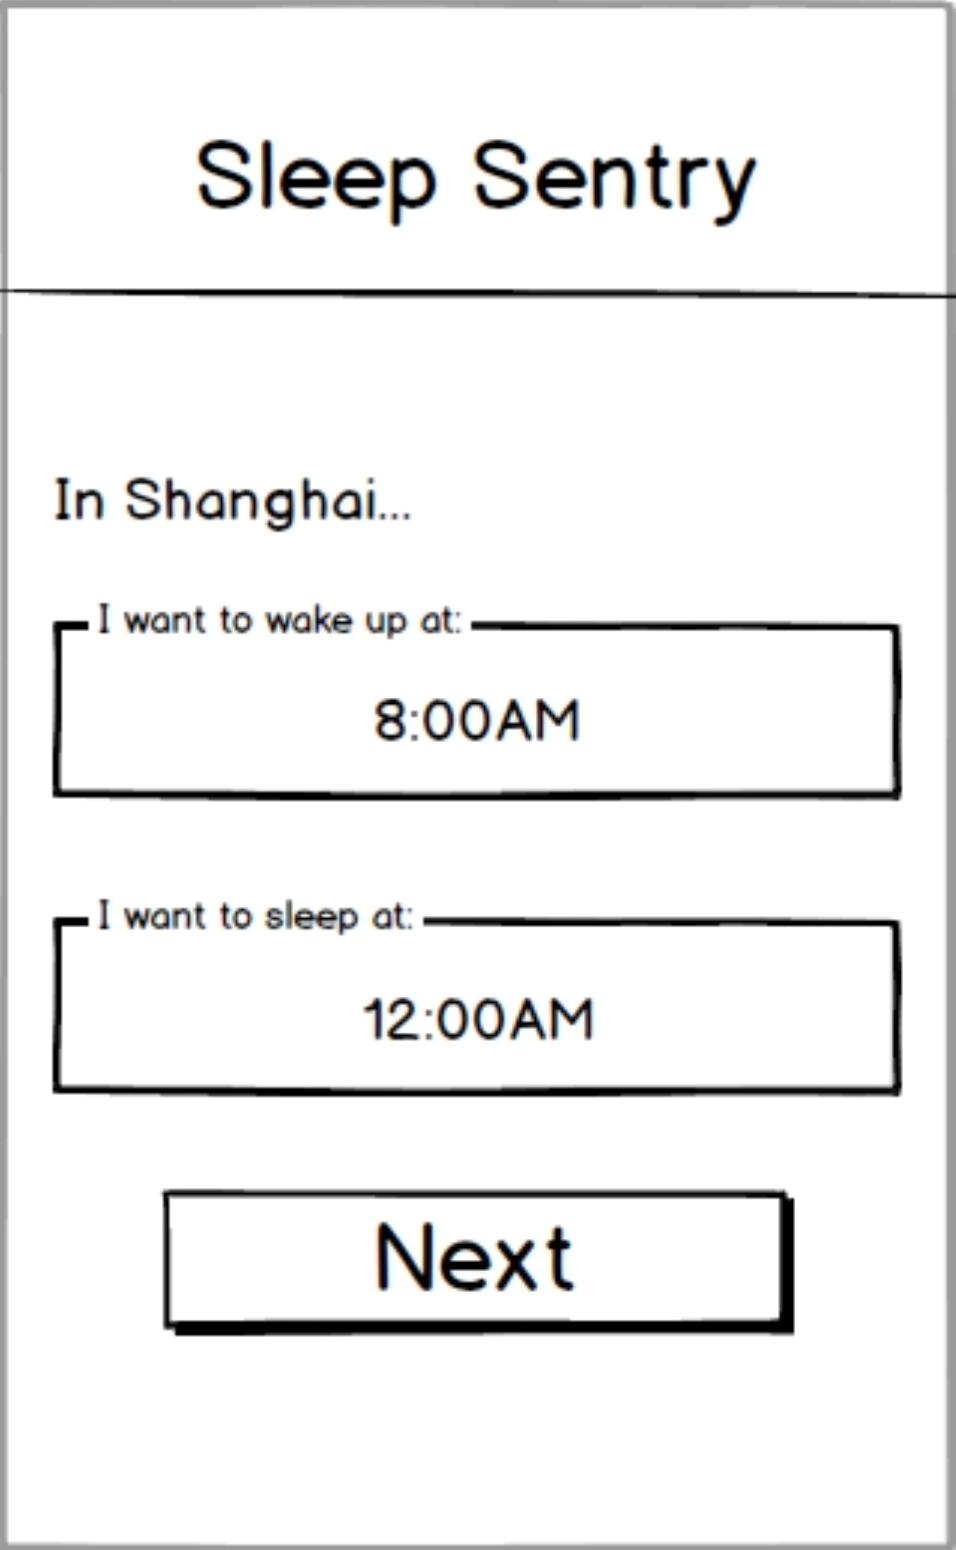 Sleep Sentry
In Shanghai...
I want to wake up at:
8:00AM
I want to sleep at:
12:00AM
Next